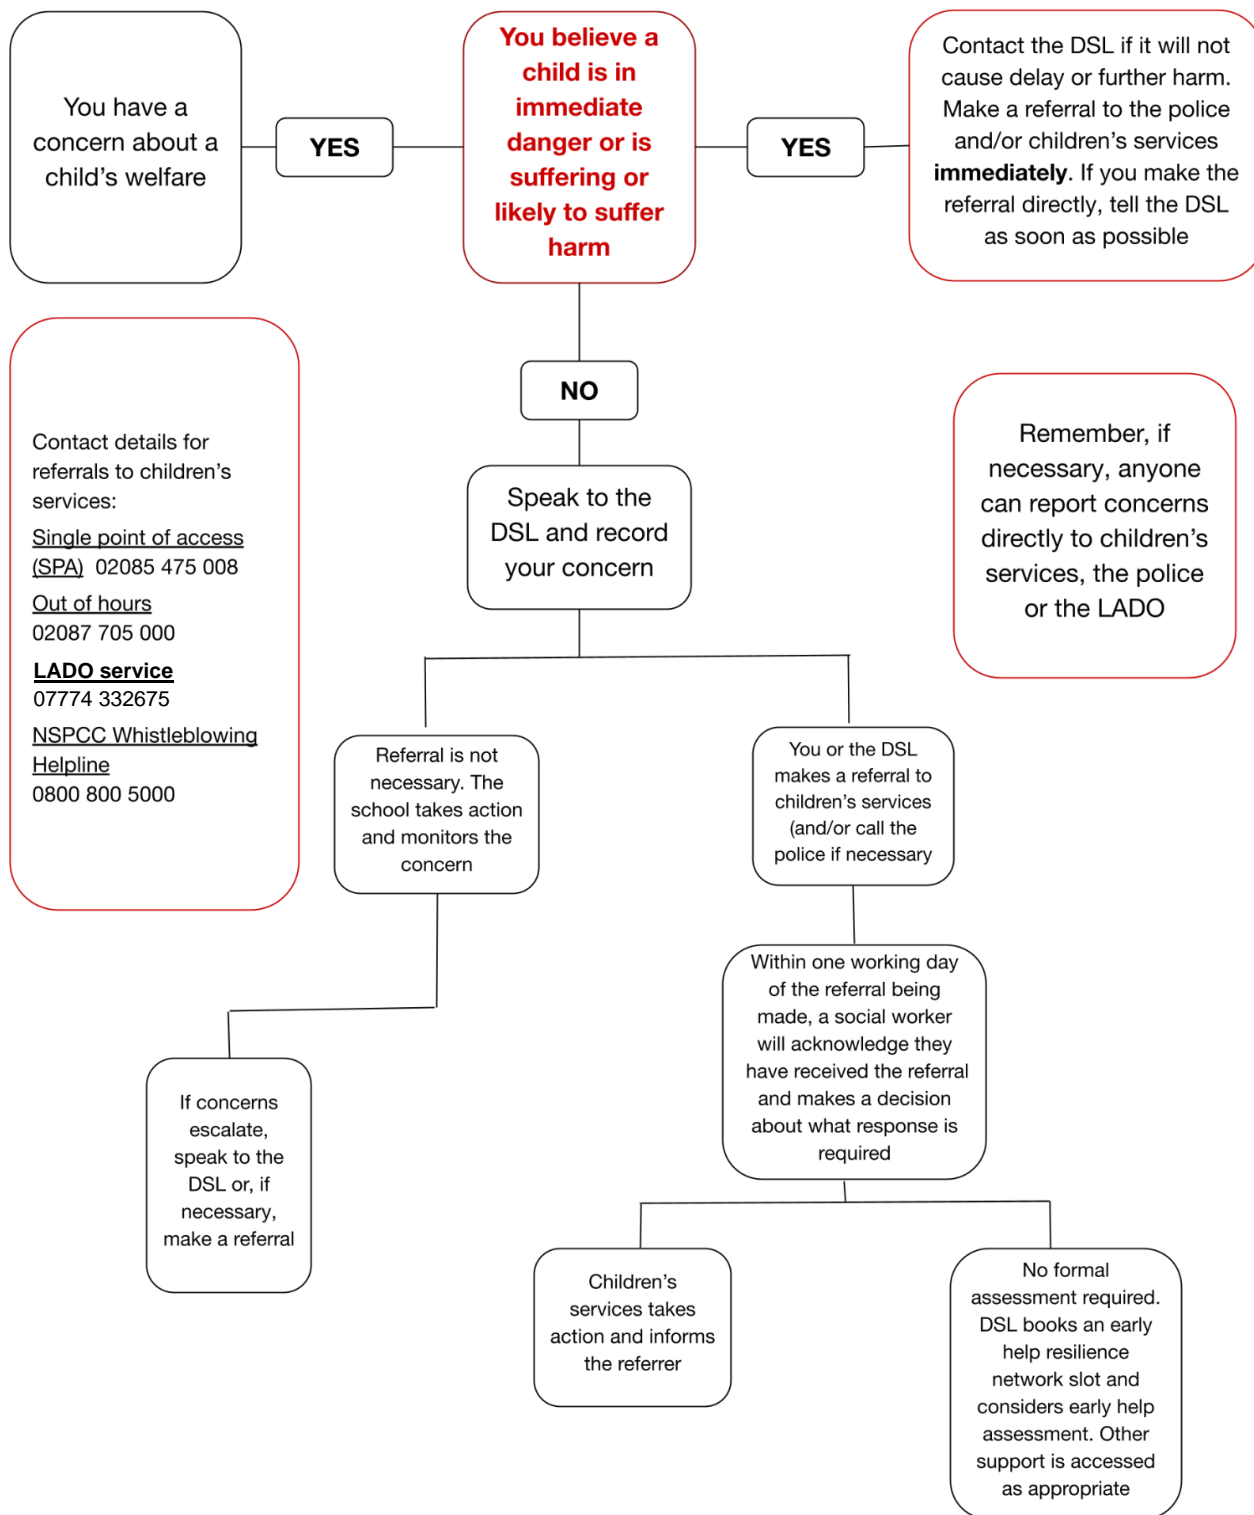 You have a
concern about a
child’s welfare
YES
You believe a
child is in
immediate
danger or is
suffering or
likely to suffer
harm
YES
Contact the DSL if it will not
cause delay or further harm.
Make a referral to the police
and/or children’s services
immediately. If you make the
referral directly, tell the DSL
as soon as possible
NO
Contact details for
referrals to children’s
services:
Single point of access
(SPA) 02085 475 008
Out of hours
02087 705 000
LADO service
07774 332675
NSPCC Whistleblowing
Helpline
0800 800 5000
Speak to the
DSL and record
your concern
Remember, if
necessary, anyone
can report concerns
directly to children’s
services, the police
or the LADO
Referral is not
necessary. The
school takes action
and monitors the
concern
You or the DSL
makes a referral to
children’s services
(and/or call the
police if necessary
Within one working day
of the referral being
made, a social worker
will acknowledge they
have received the referral
and makes a decision
about what response is
required
If concerns
escalate,
speak to the
DSL or, if
necessary,
make a referral
Children’s
services takes
action and informs
the referrer
No formal
assessment required.
DSL books an early
help resilience
network slot and
considers early help
assessment. Other
support is accessed
as appropriate